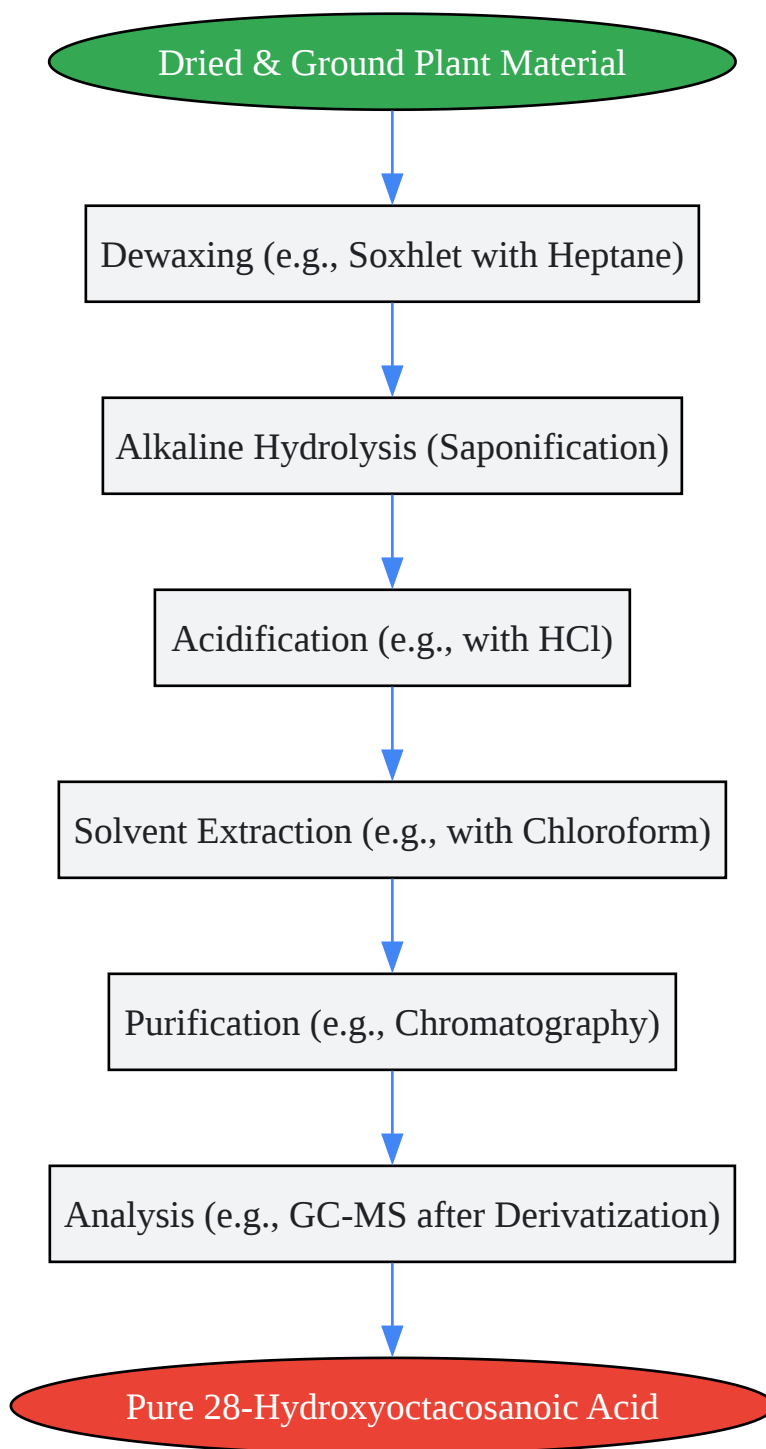 Dried & Ground Plant Material
Dewaxing (e.g., Soxhlet with Heptane)
Alkaline Hydrolysis (Saponification)
Acidification (e.g., with HCl)
Solvent Extraction (e.g., with Chloroform)
Purification (e.g., Chromatography)
Analysis (e.g., GC-MS after Derivatization)
Pure 28-Hydroxyoctacosanoic Acid